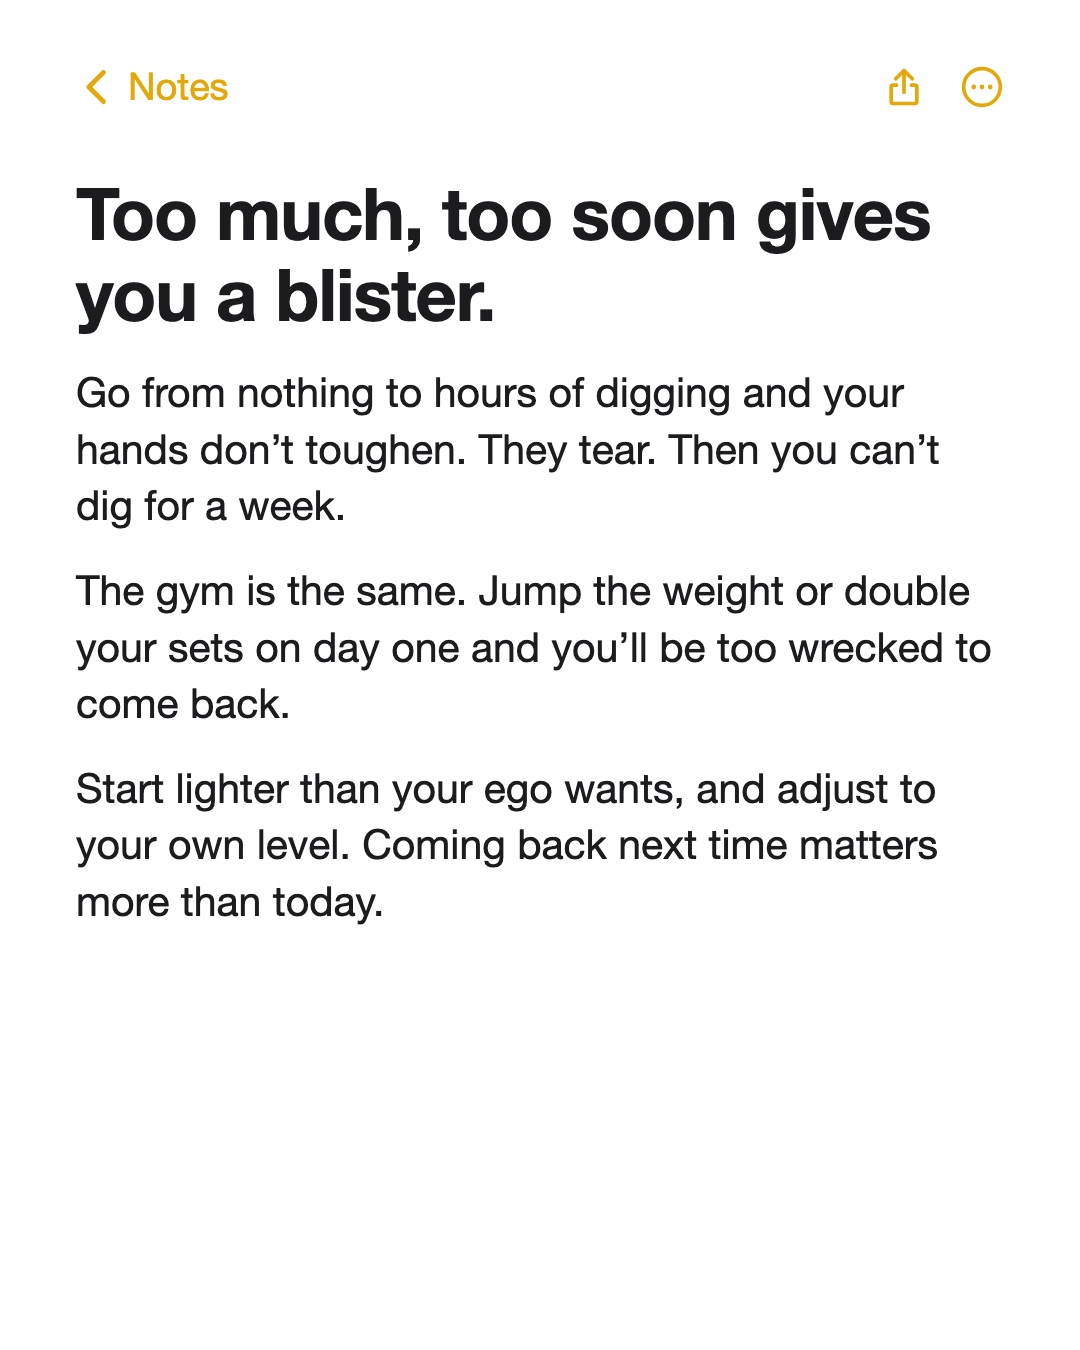 Notes
Too much, too soon gives
you a blister.
Go from nothing to hours of digging and your
hands don’t toughen. They tear. Then you can’t
dig for a week.
The gym is the same. Jump the weight or double
your sets on day one and you’ll be too wrecked to
come back.
Start lighter than your ego wants, and adjust to
your own level. Coming back next time matters
more than today.